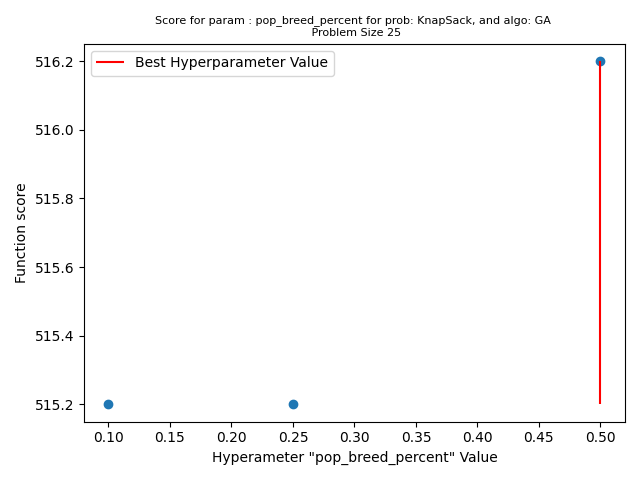 Score for param : pop_breed_percent for prob: KnapSack, and algo: GA
Problem Size 25
Best Hyperparameter Value
516.2
516.0
515.8
515.6
515.4
515.2
Function score
0.10 0.15 0.20 0.25 0.30 0.35 0.40 0.45 0.50
Hyperameter "pop_breed_percent" Value